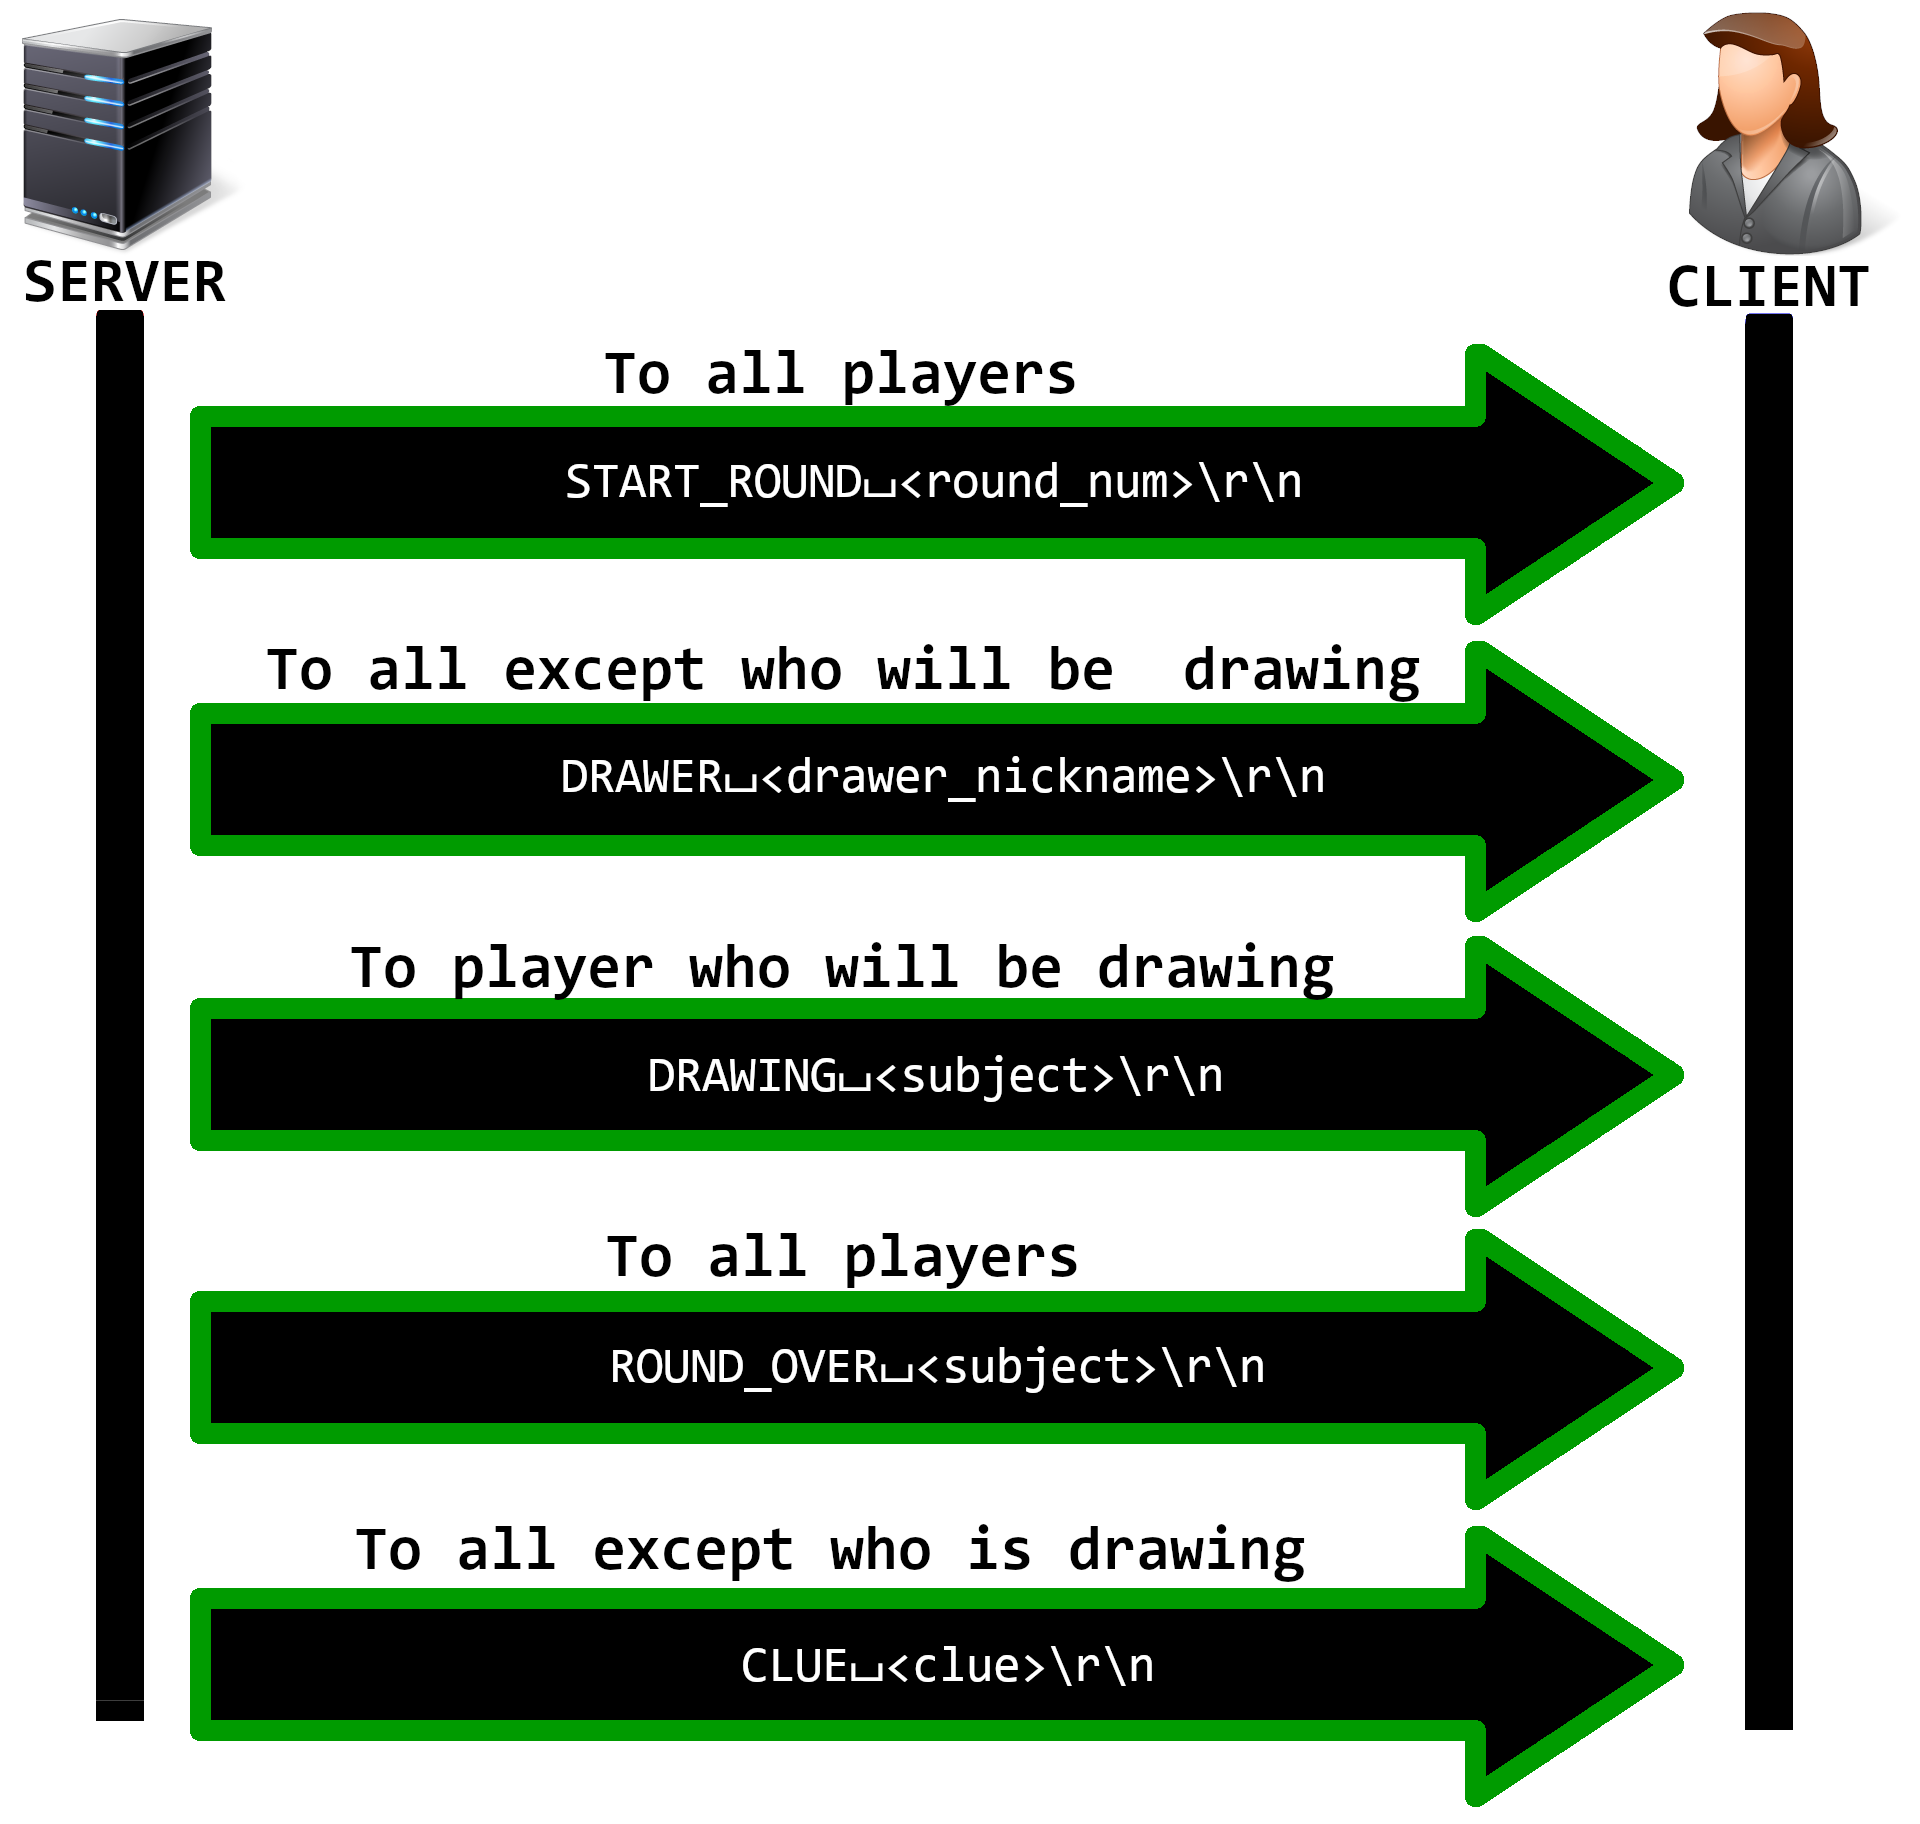 SERVER
CLIENT
To all players
START_ROUND␣<round_num>\r\n
To all except who will be  drawing
DRAWER␣<drawer_nickname>\r\n
To player who will be drawing
DRAWING␣<subject>\r\n
To all players
ROUND_OVER␣<subject>\r\n
To all except who is drawing
CLUE␣<clue>\r\n